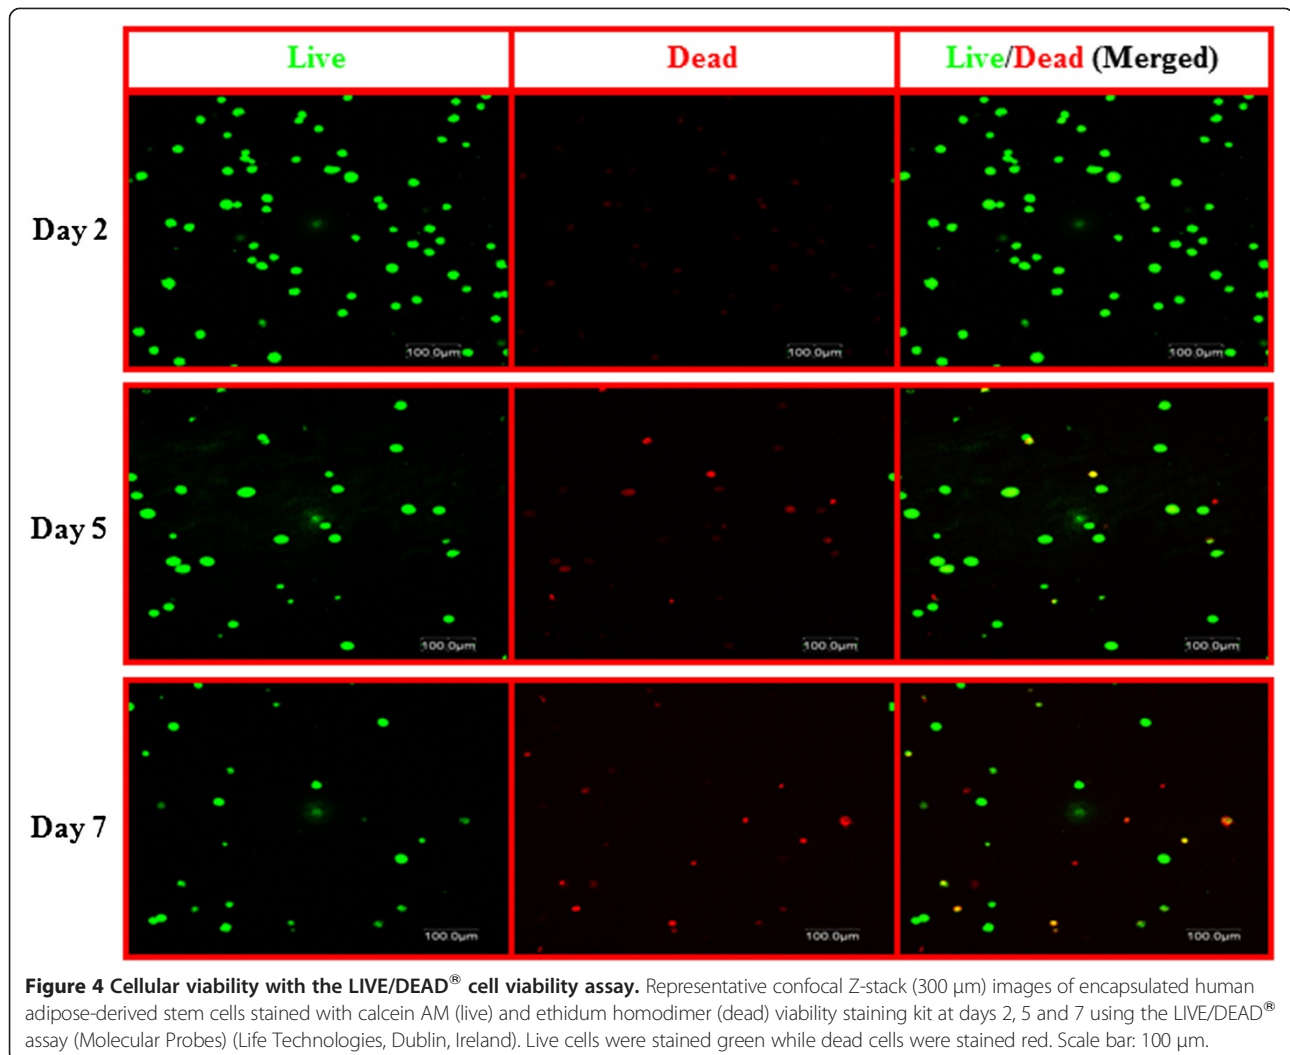 Live Dead Live/Dead (Merged)
Day 2
100.0µm 100.0µm 100.0µm
Day 5
100.0µm 100.0µm 100.0µm
Day 7
100.0µm 100.0µm 100.0µm
Figure 4 Cellular viability with the LIVE/DEAD® cell viability assay. Representative confocal Z-stack (300 μm) images of encapsulated human
adipose-derived stem cells stained with calcein AM (live) and ethidum homodimer (dead) viability staining kit at days 2, 5 and 7 using the LIVE/DEAD®
assay (Molecular Probes) (Life Technologies, Dublin, Ireland). Live cells were stained green while dead cells were stained red. Scale bar: 100 μm.